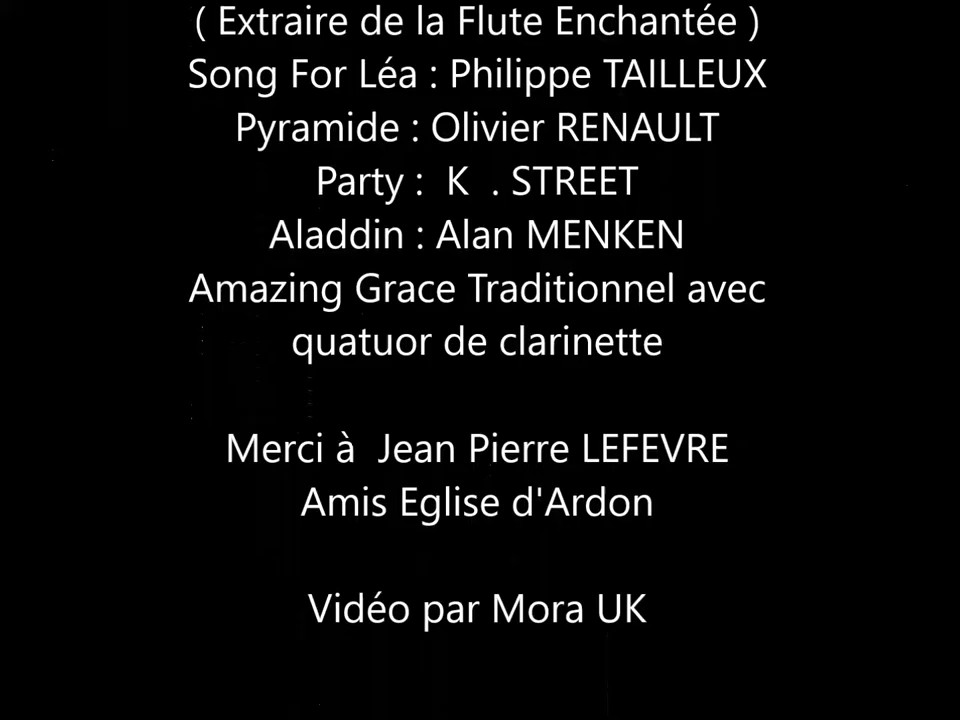 ( Extraire de la Flute Enchantée )
Song For Léa : Philippe TAILLEUX
Pyramide : Olivier RENAULT
Party :  K  . STREET
Aladdin : Alan MENKEN
Amazing Grace Traditionnel avec
quatuor de clarinette
Merci à  Jean Pierre LEFEVRE
Amis Eglise d'Ardon
Vidéo par Mora UK